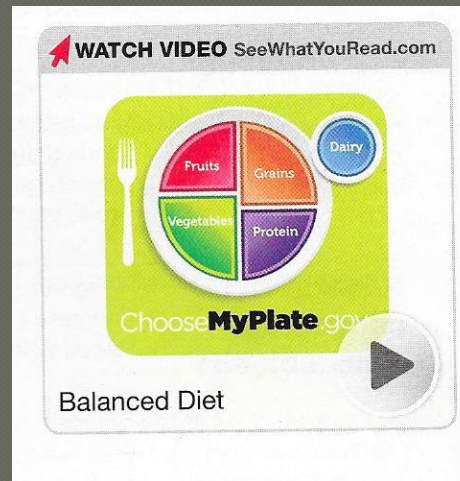 WATCH VIDEO SeeWhatYouRead.com
Dairy
Fruits
Grains
Vegetables
Protein
ChooseMyPlate.gov
Balanced Diet